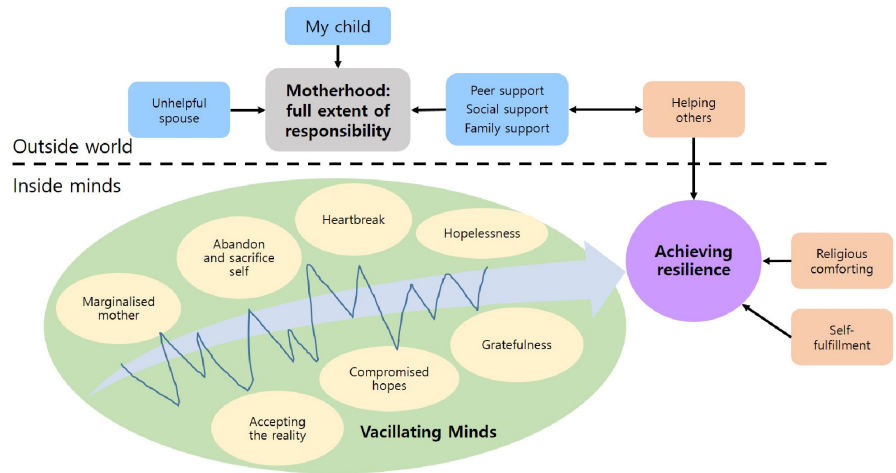 My child
Unhelpful
spouse
Motherhood:
full extent of
responsibility
Peer support
Social support
Family support
Helping
others
Outside world
Inside minds
Heartbreak
Abandon
and sacrifice
self
Hopelessness
Marginalised
mother
Achieving
resilience
Religious
comforting
Self-
fulfillment
Gratefulness
Compromised
hopes
Accepting
the reality
Vacillating Minds